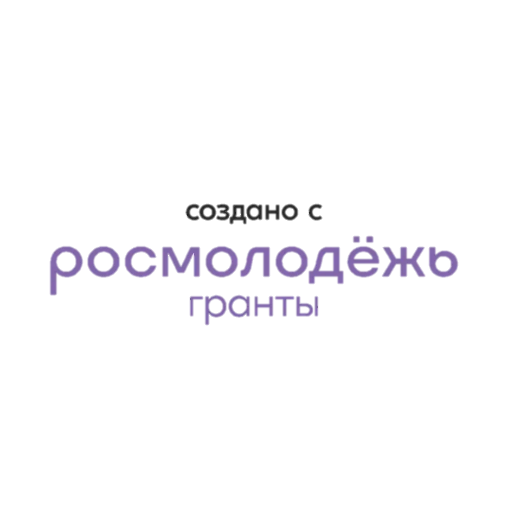 создано с
росмолодёжь
гранты